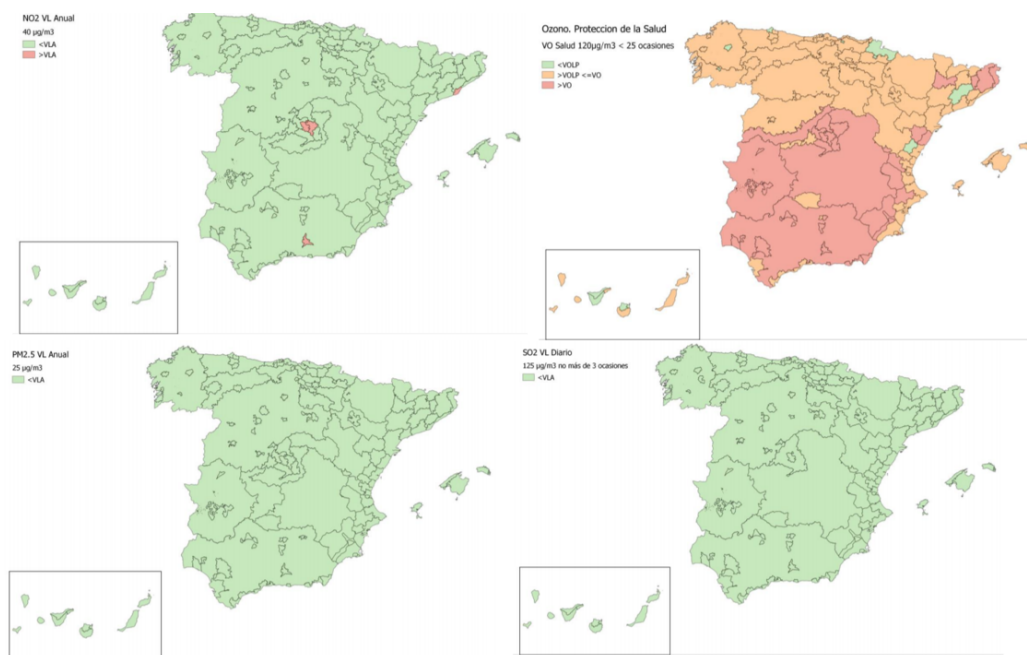 NO2 VL Anual
40 µg/m3
<VLA
>VLA
Ozono. Proteccion de la Salud
VO Salud 120µg/m3 < 25 ocasiones
<VOLP
>VOLP <=VO
>VO
PM2.5 VL Anual
25 µg/m3
<VLA
SO2 VL Diario
125 µg/m3 no más de 3 ocasiones
<VLA